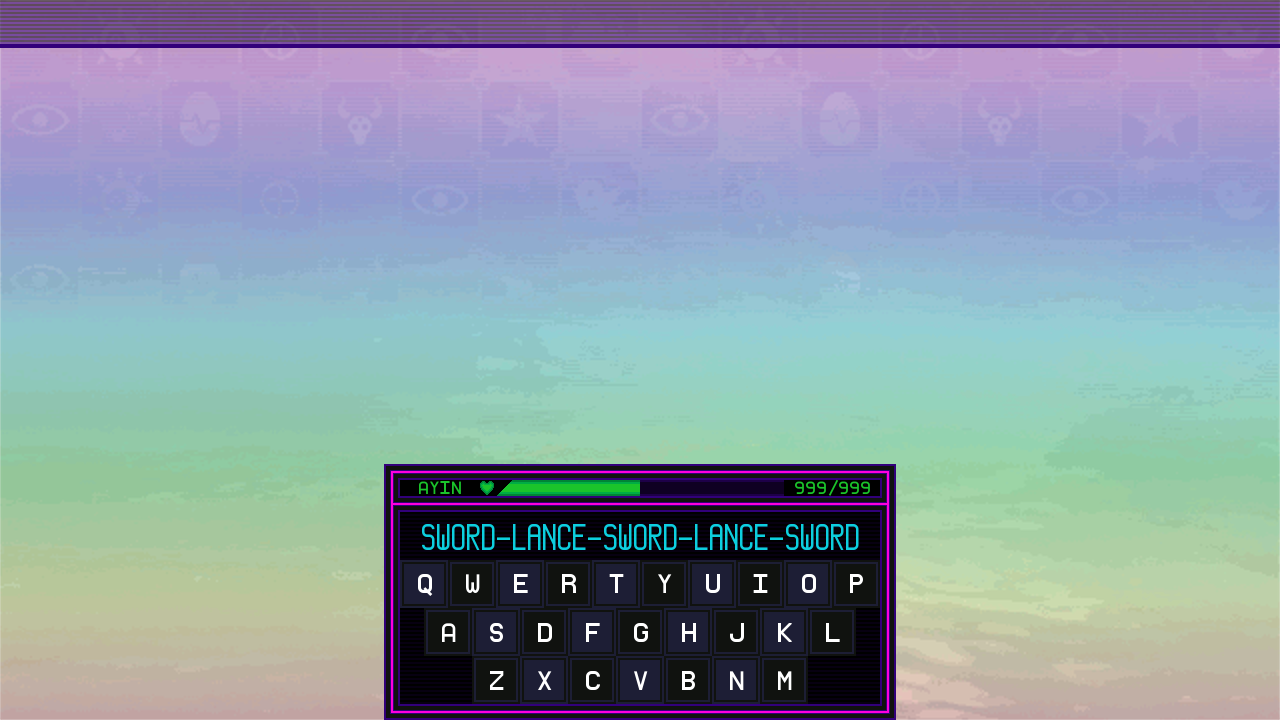 AYIN 999/999
SWORD-LANCE-SWORD-LANCE-SWORD
Q W E R T Y U I O P
A S D F G H J K L
Z X C V B N M